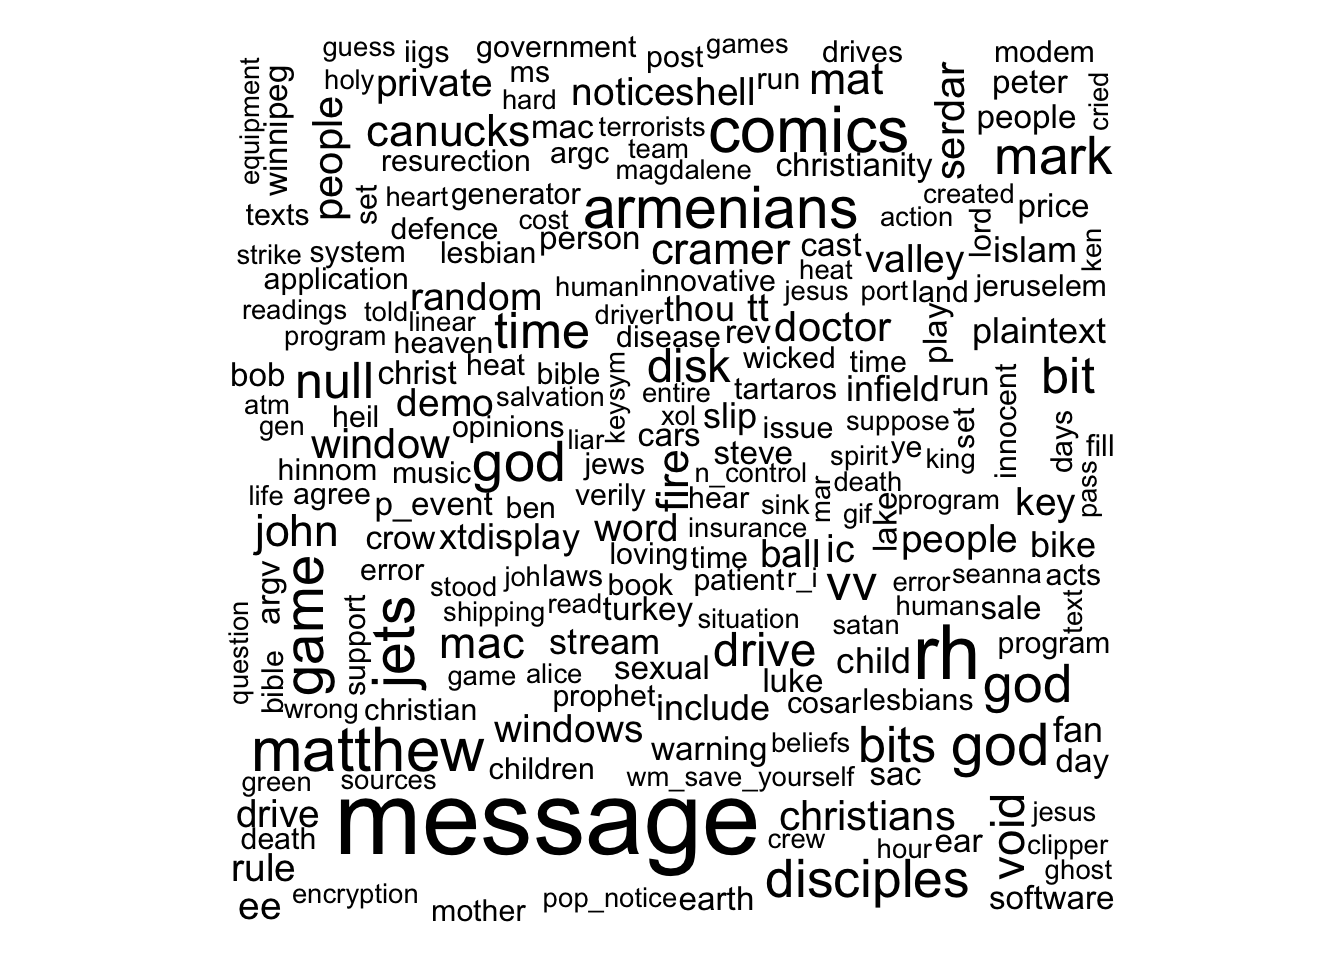 guess iigs government post games drives modem
equipment winnipeg holy private ms hard noticeshell run mat serdar peter cried
people canucks mac terrorists comics people
resurection argc team magdalene christianity mark
texts set heart generator armenians created action lord price
defence cost person
strike system lesbian cramer cast valley islam ken
application human innovative heat jesus port land jeruselem
readings told random driver thou tt play
program linear heaven time disease rev doctor plaintext
bob null christ heat bible keysym disk wicked time bit
atm heil demo salvation entire tartaros infield run innocent
gen opinions xol slip issue suppose set days fill
window liar cars steve spirit ye king
hinnom music god jews fire n_control death pass
life agree p_event ben verily hear sink mar gif lake program key
john crow xtdisplay word insurance people bike
loving time ball ic
argv game error stood joh laws book patient r_i vv error seanna acts
question support jets shipping read turkey situation human sale text
mac stream satan
bible game alice sexual drive child rh program
wrong christian prophet include luke cosar lesbians god
matthew windows warning beliefs bits god fan
green sources children wm_save_yourself sac day
drive message christians void jesus
death crew hour ear clipper
rule disciples ghost
ee encryption mother pop_notice earth software